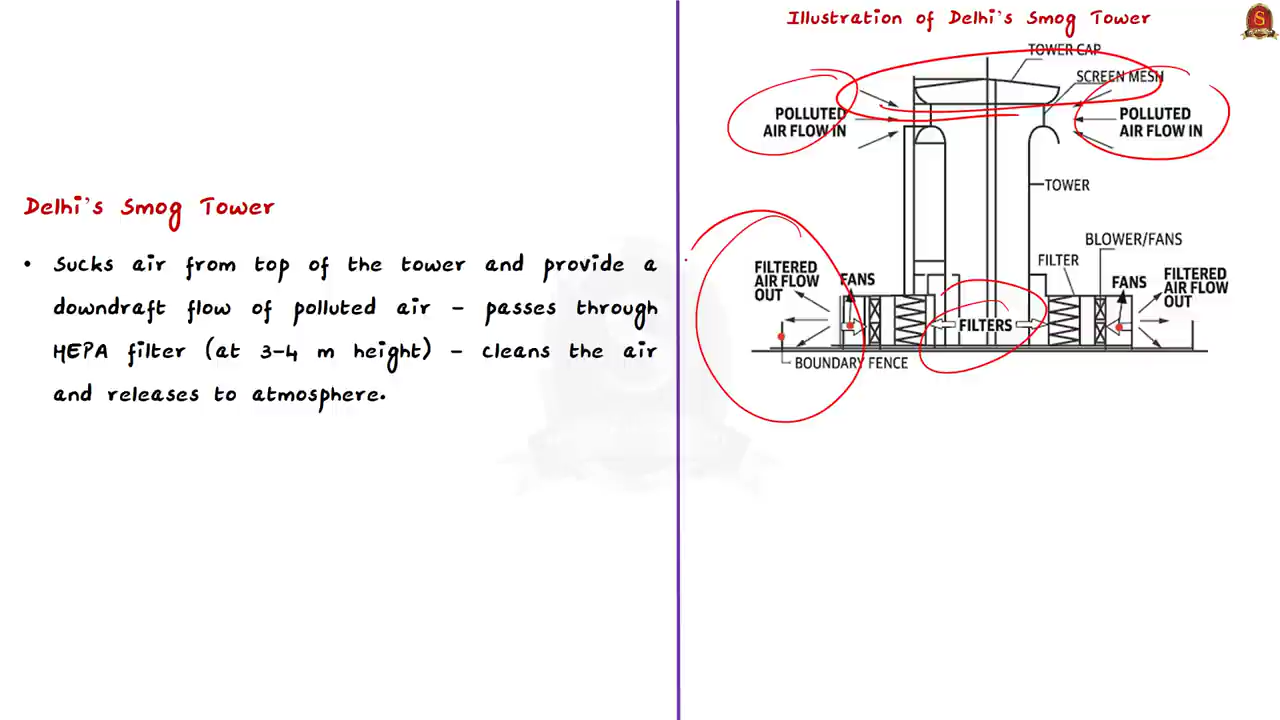 Illustration of Delhi's Smog Tower
TOWER CAP
SCREEN MESH
POLLUTED
AIR FLOW IN
POLLUTED
AIR FLOW IN
TOWER
Delhi's Smog Tower
• Sucks air from top of the tower and provide a
downdraft flow of polluted air – passes through
HEPA filter (at 3-4 m height) – cleans the air
and releases to atmosphere.
BLOWER/FANS
FILTER
FILTERED
AIR FLOW
OUT
FANS
FANS
FILTERED
AIR FLOW
OUT
FILTERS
BOUNDARY FENCE